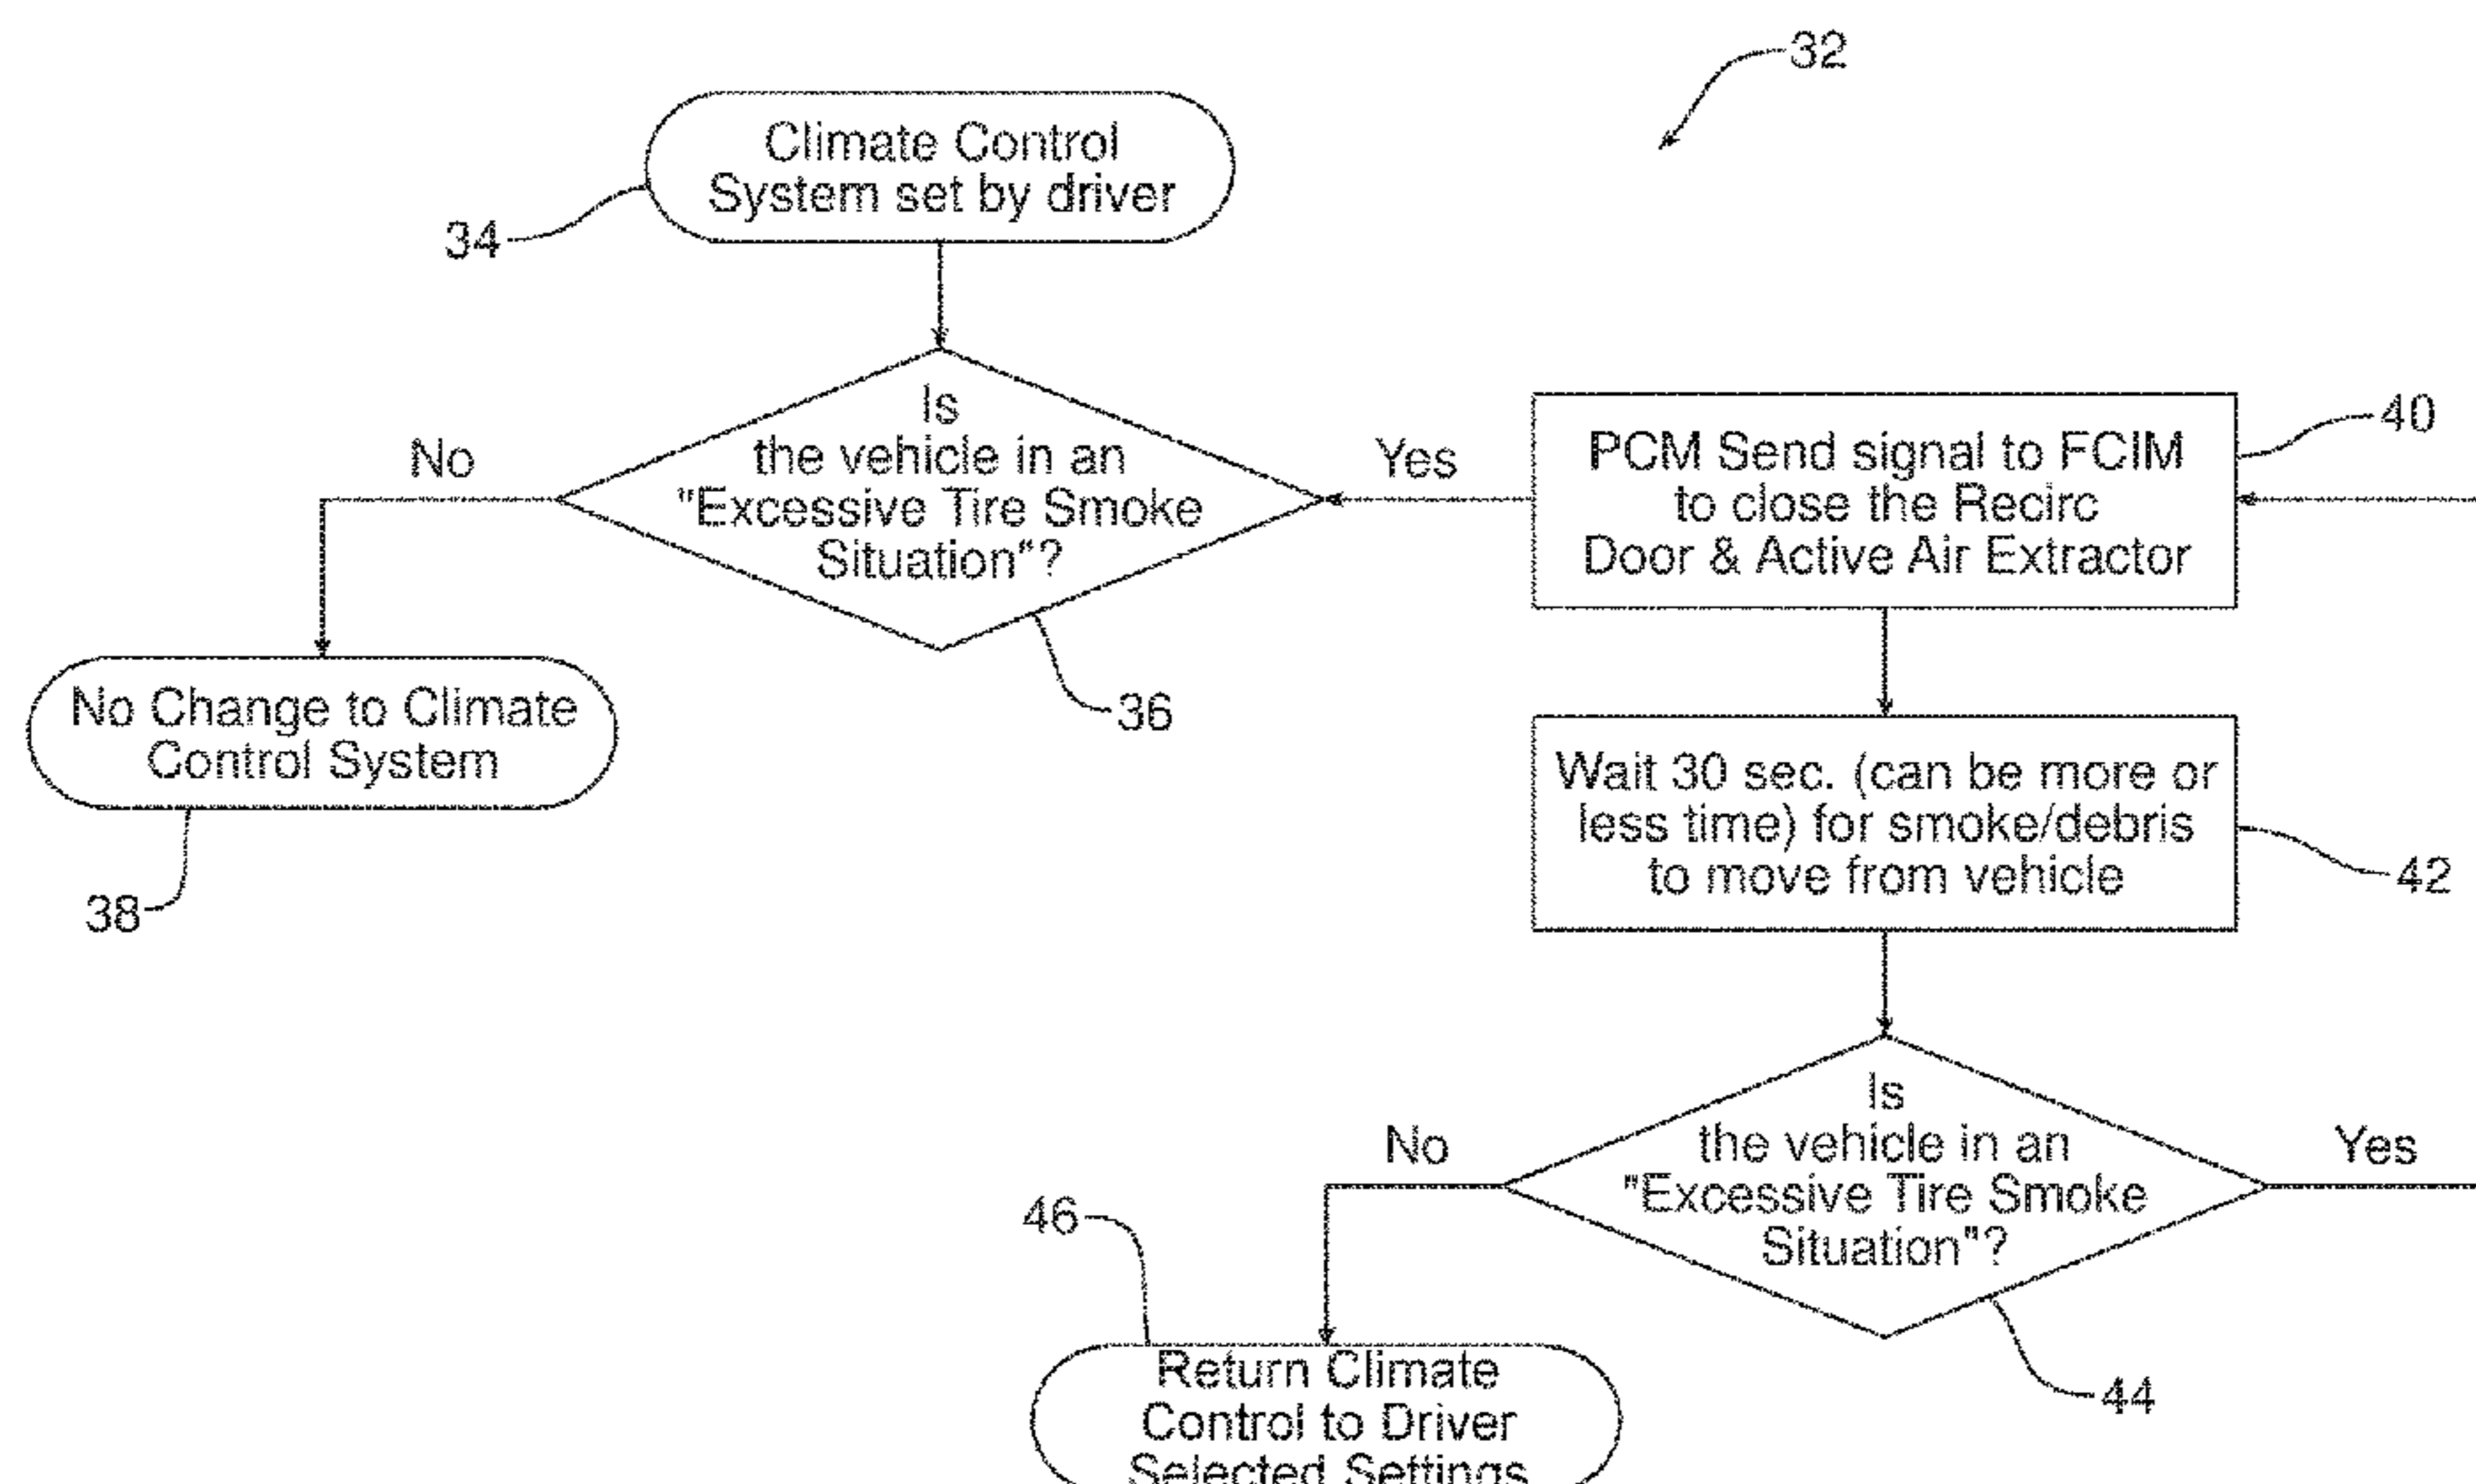 32
Climate Control
System set by driver
34
Is
the vehicle in an
"Excessive Tire Smoke
Situation"?
36
No
Yes
No Change to Climate
Control System
38
PCM Send signal to FCIM
to close the Recirc
Door & Active Air Extractor
40
Wait 30 sec. (can be more or
less time) for smoke/debris
to move from vehicle
42
Is
the vehicle in an
"Excessive Tire Smoke
Situation"?
44
No
Yes
46
Return Climate
Control to Driver
Selected Settings